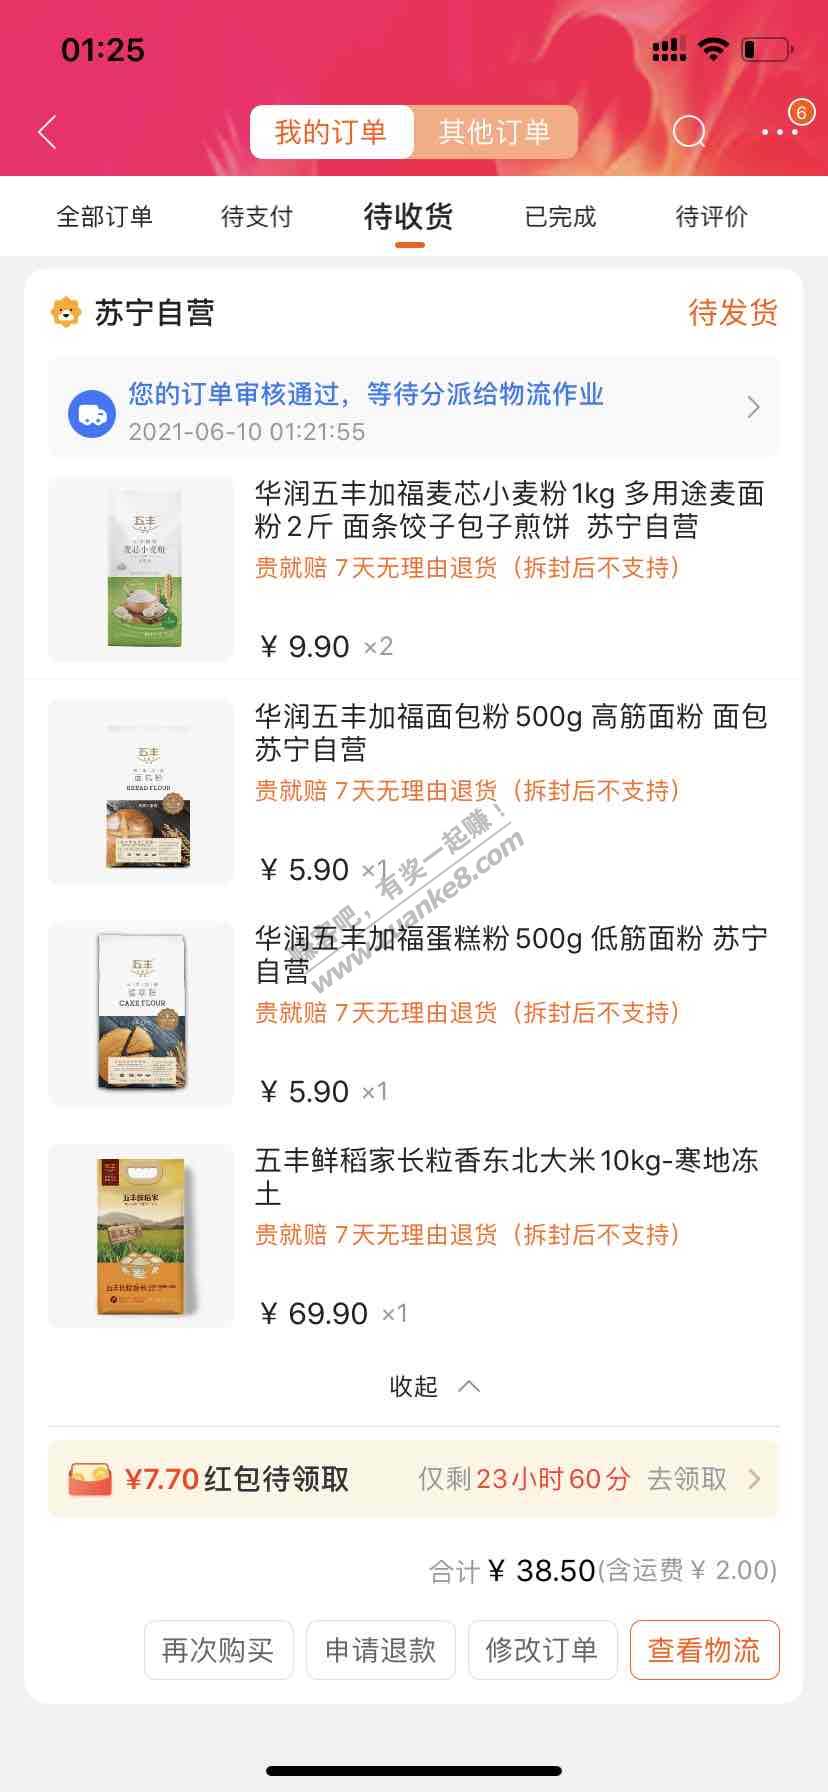 01:25
我的订单 其他订单
6
全部订单 待支付 待收货 已完成 待评价
苏宁自营 待发货
您的订单审核通过，等待分派给物流作业
2021-06-10 01:21:55
华润五丰加福麦芯小麦粉1kg 多用途麦面
粉2斤 面条饺子包子煎饼 苏宁自营
贵就赔 7天无理由退货（拆封后不支持）
¥ 9.90 ×2
五丰
麦芯小麦粉
华润五丰加福面包粉500g 高筋面粉 面包
苏宁自营
贵就赔 7天无理由退货（拆封后不支持）
¥ 5.90 ×1
五丰
面包粉
BREAD FLOUR
赚客吧，有奖一起赚！
www.zuanke8.com
华润五丰加福蛋糕粉500g 低筋面粉 苏宁
自营
贵就赔 7天无理由退货（拆封后不支持）
¥ 5.90 ×1
五丰
蛋糕粉
CAKE FLOUR
五丰鲜稻家长粒香东北大米10kg-寒地冻
土
贵就赔 7天无理由退货（拆封后不支持）
¥ 69.90 ×1
五丰鲜稻家
收起
¥7.70红包待领取 仅剩23小时60分 去领取
合计 ¥ 38.50(含运费 ¥ 2.00)
再次购买 申请退款 修改订单 查看物流